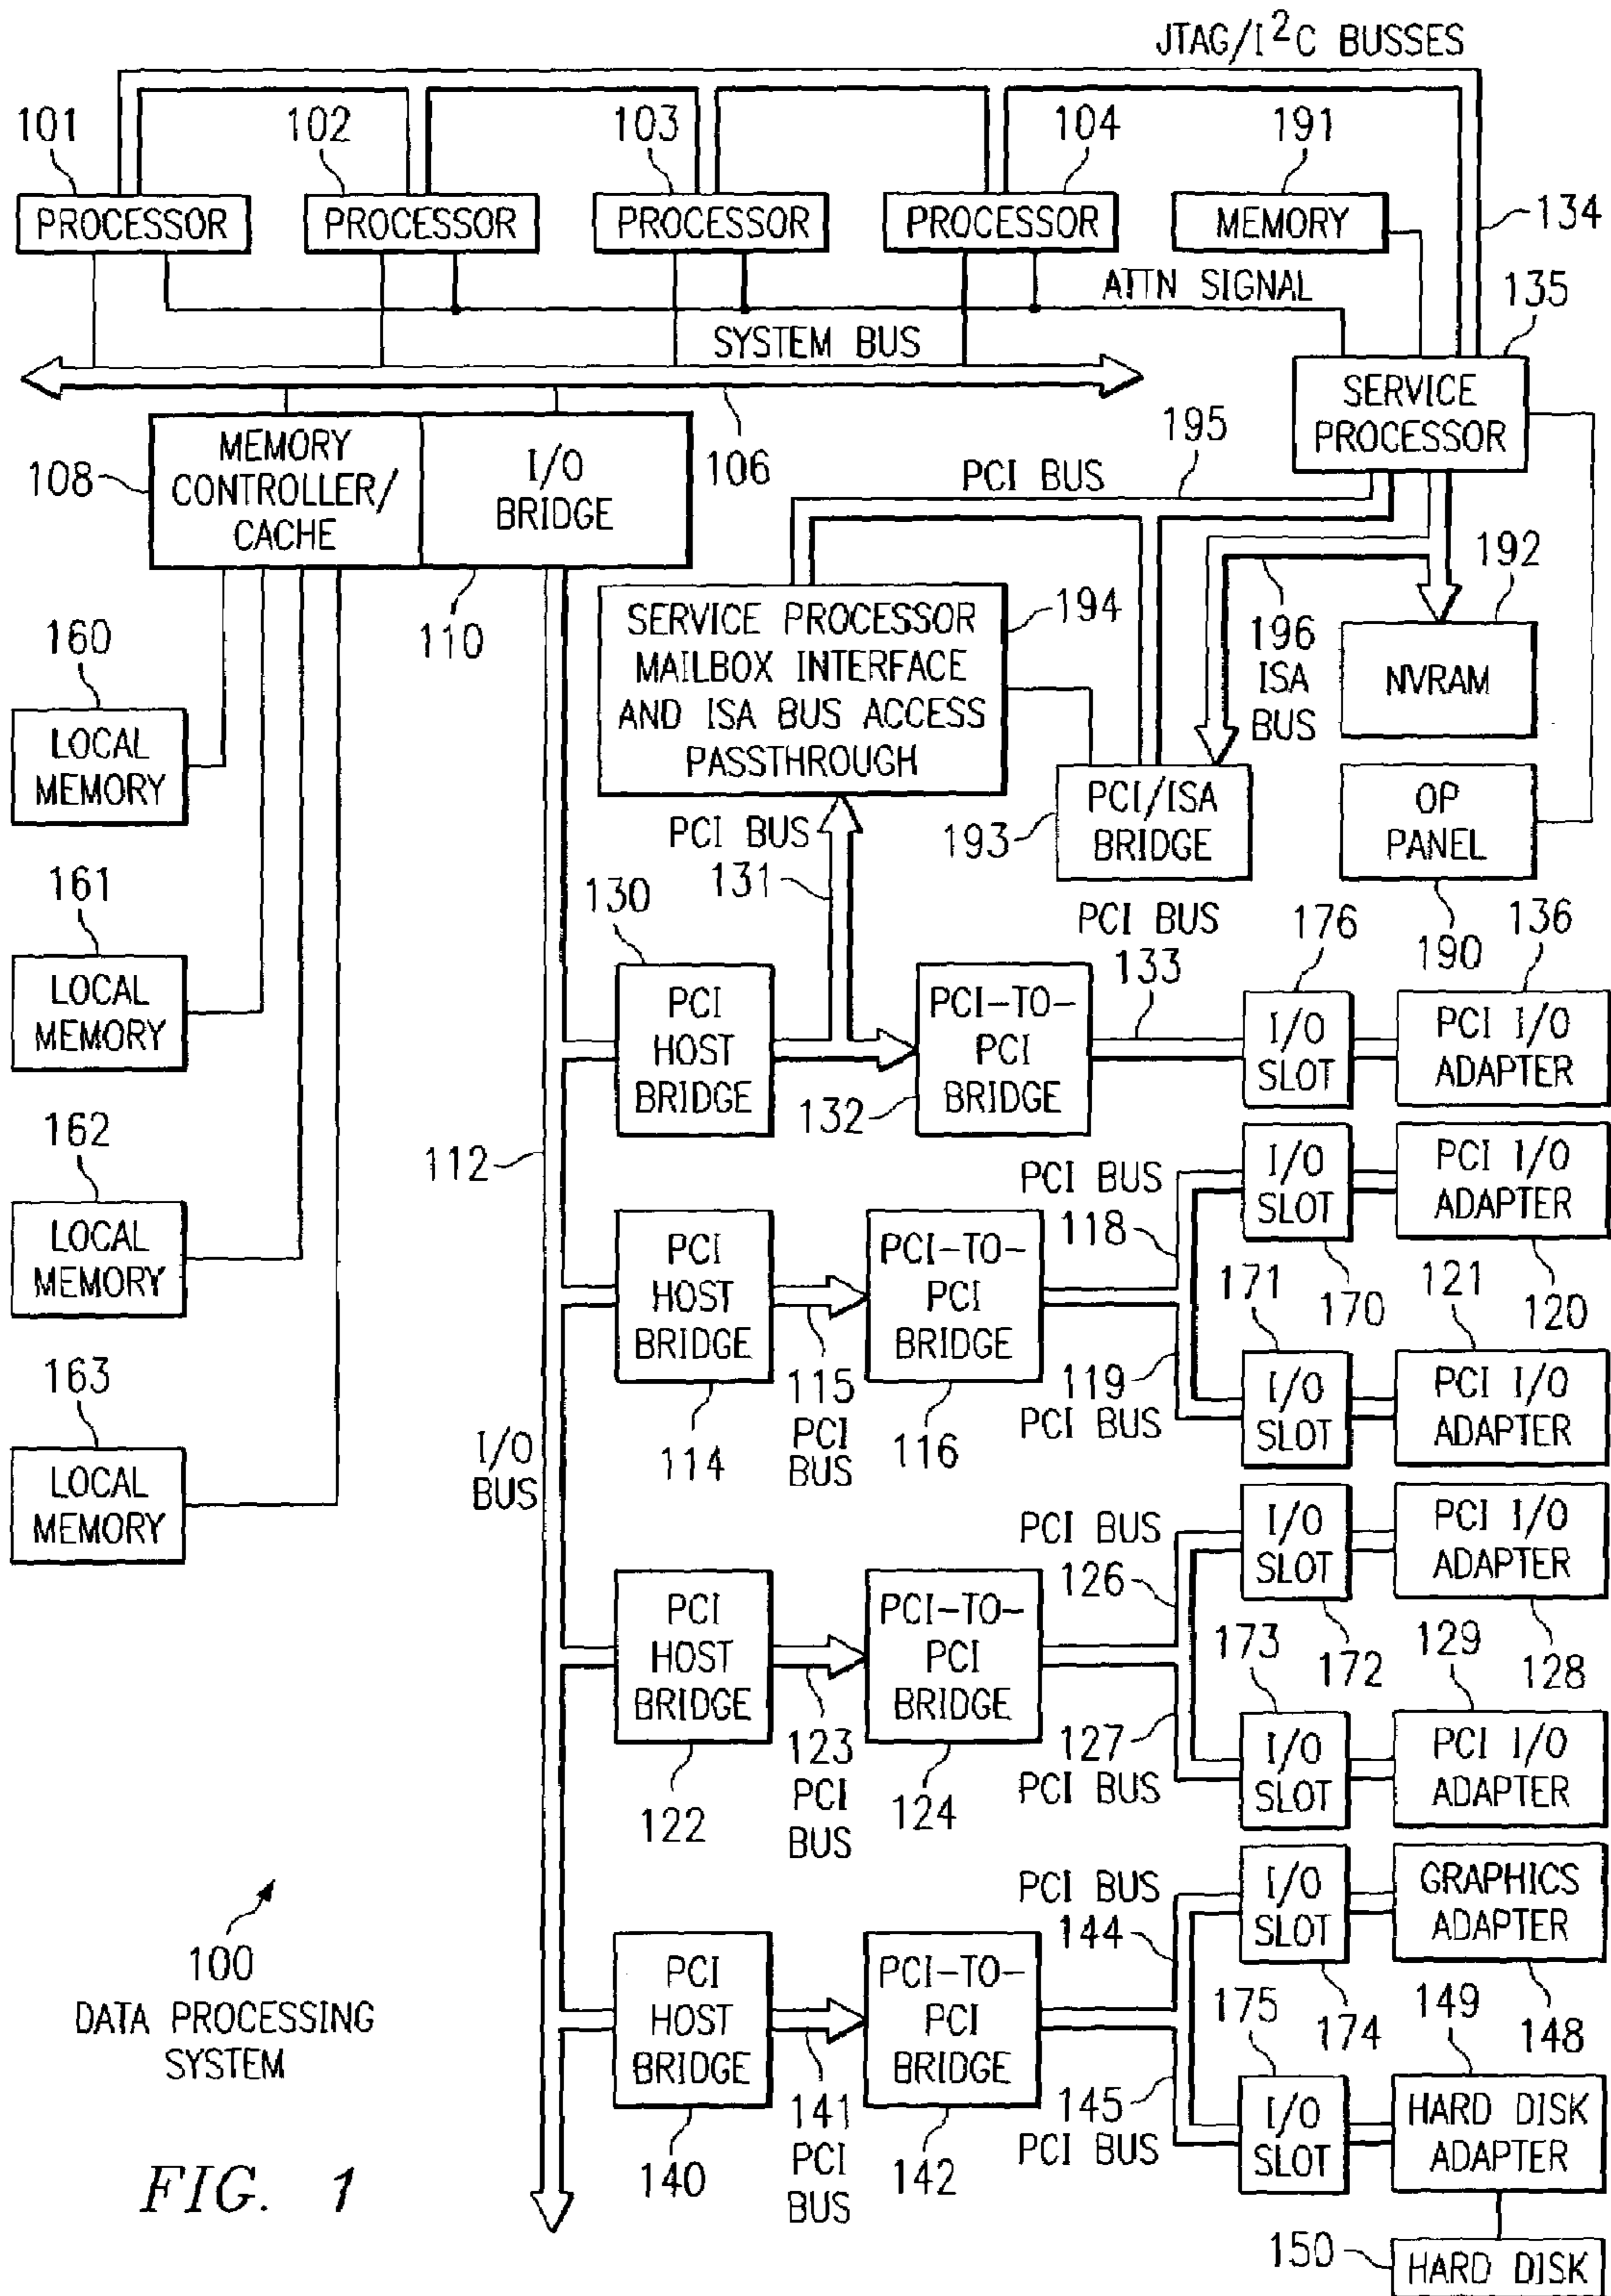 JTAG/I²C BUSSES
101
102
103
104
191
PROCESSOR
PROCESSOR
PROCESSOR
PROCESSOR
MEMORY
134
ATTN SIGNAL
135
SYSTEM BUS
SERVICE
PROCESSOR
108
MEMORY
CONTROLLER/
CACHE
I/O
BRIDGE
106
195
PCI BUS
110
192
160
LOCAL
MEMORY
SERVICE PROCESSOR
MAILBOX INTERFACE
AND ISA BUS ACCESS
PASSTHROUGH
194
196
ISA
BUS
NVRAM
PCI BUS
131
193
PCI/ISA
BRIDGE
OP
PANEL
190
161
LOCAL
MEMORY
130
PCI
HOST
BRIDGE
PCI-TO-
PCI
BRIDGE
132
PCI BUS
133
176
I/O
SLOT
136
PCI I/O
ADAPTER
162
LOCAL
MEMORY
112
PCI
HOST
BRIDGE
114
115
PCI
BUS
PCI-TO-
PCI
BRIDGE
116
PCI BUS
118
I/O
SLOT
170
PCI I/O
ADAPTER
120
119
PCI BUS
171
I/O
SLOT
121
PCI I/O
ADAPTER
163
LOCAL
MEMORY
I/O
BUS
PCI
HOST
BRIDGE
122
123
PCI
BUS
PCI-TO-
PCI
BRIDGE
124
PCI BUS
126
I/O
SLOT
172
PCI I/O
ADAPTER
128
127
PCI BUS
173
I/O
SLOT
129
PCI I/O
ADAPTER
100
DATA PROCESSING
SYSTEM
PCI
HOST
BRIDGE
140
141
PCI
BUS
PCI-TO-
PCI
BRIDGE
142
PCI BUS
144
I/O
SLOT
174
GRAPHICS
ADAPTER
148
145
PCI BUS
175
I/O
SLOT
149
HARD DISK
ADAPTER
150
HARD DISK
FIG. 1